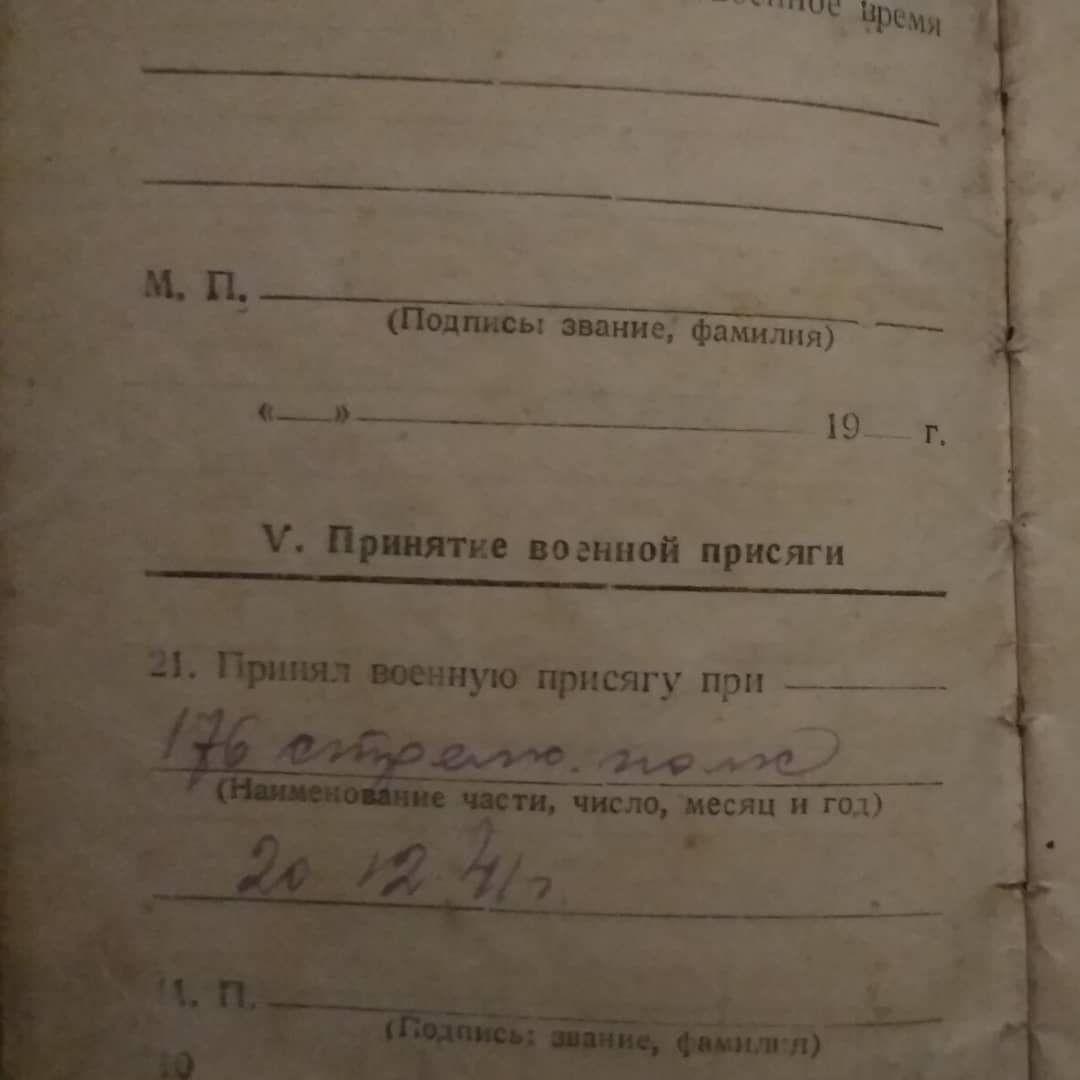 военное время
М. П.
(Подпись: звание, фамилия)
« » 19 г.
V. Принятие военной присяги
21. Принял военную присягу при
176 стрелк. полк
(Наименование части, число, месяц и год)
20 12 41 г
М. П.
(Подпись: звание, фамилия)
10